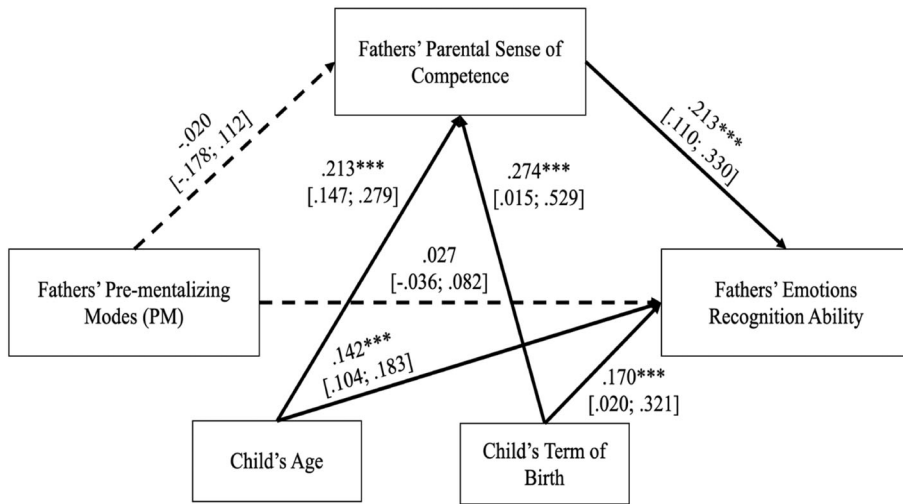 Fathers’ Parental Sense of
Competence
-.020
[-.178; .112]
.213***
[.147; .279]
.274***
[.015; .529]
.213***
[.110; .330]
Fathers’ Pre-mentalizing
Modes (PM)
.027
[-.036; .082]
Fathers’ Emotions
Recognition Ability
.142***
[.104; .183]
.170***
[.020; .321]
Child’s Age
Child’s Term of
Birth